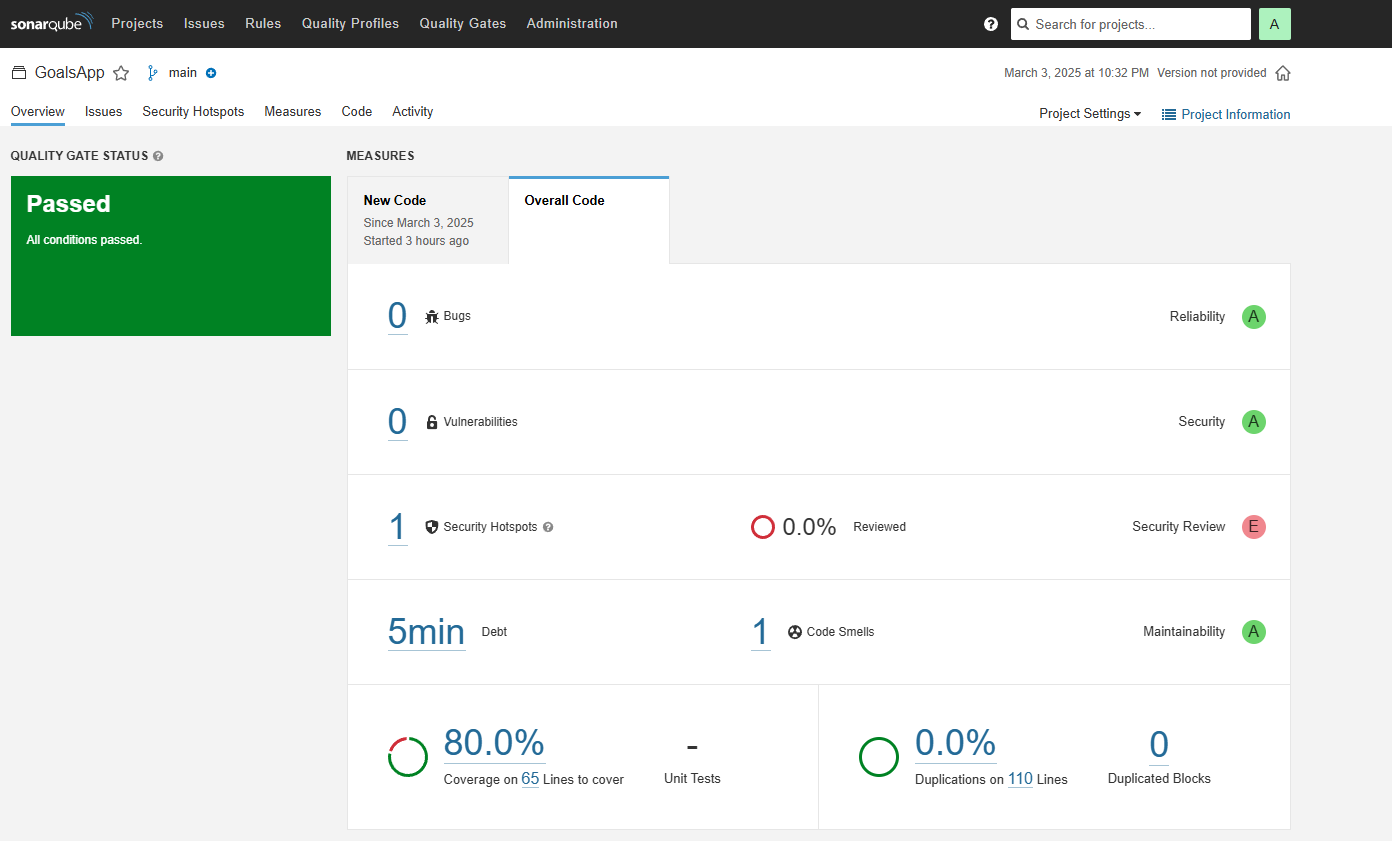 sonarqube Projects Issues Rules Quality Profiles Quality Gates Administration ? Search for projects... A
GoalsApp main March 3, 2025 at 10:32 PM Version not provided
Overview Issues Security Hotspots Measures Code Activity Project Settings Project Information
QUALITY GATE STATUS ?
Passed
All conditions passed.
MEASURES
New Code
Since March 3, 2025
Started 3 hours ago
Overall Code
0 Bugs Reliability A
0 Vulnerabilities Security A
1 Security Hotspots ? 0.0% Reviewed Security Review E
5min Debt 1 Code Smells Maintainability A
80.0%
Coverage on 65 Lines to cover
-
Unit Tests
0.0%
Duplications on 110 Lines
0
Duplicated Blocks